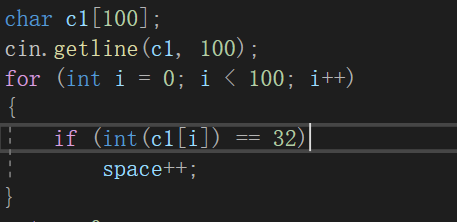 char c1[100];
cin.getline(c1, 100);
for (int i = 0; i < 100; i++)
{
if (int(c1[i]) == 32)
space++;
}